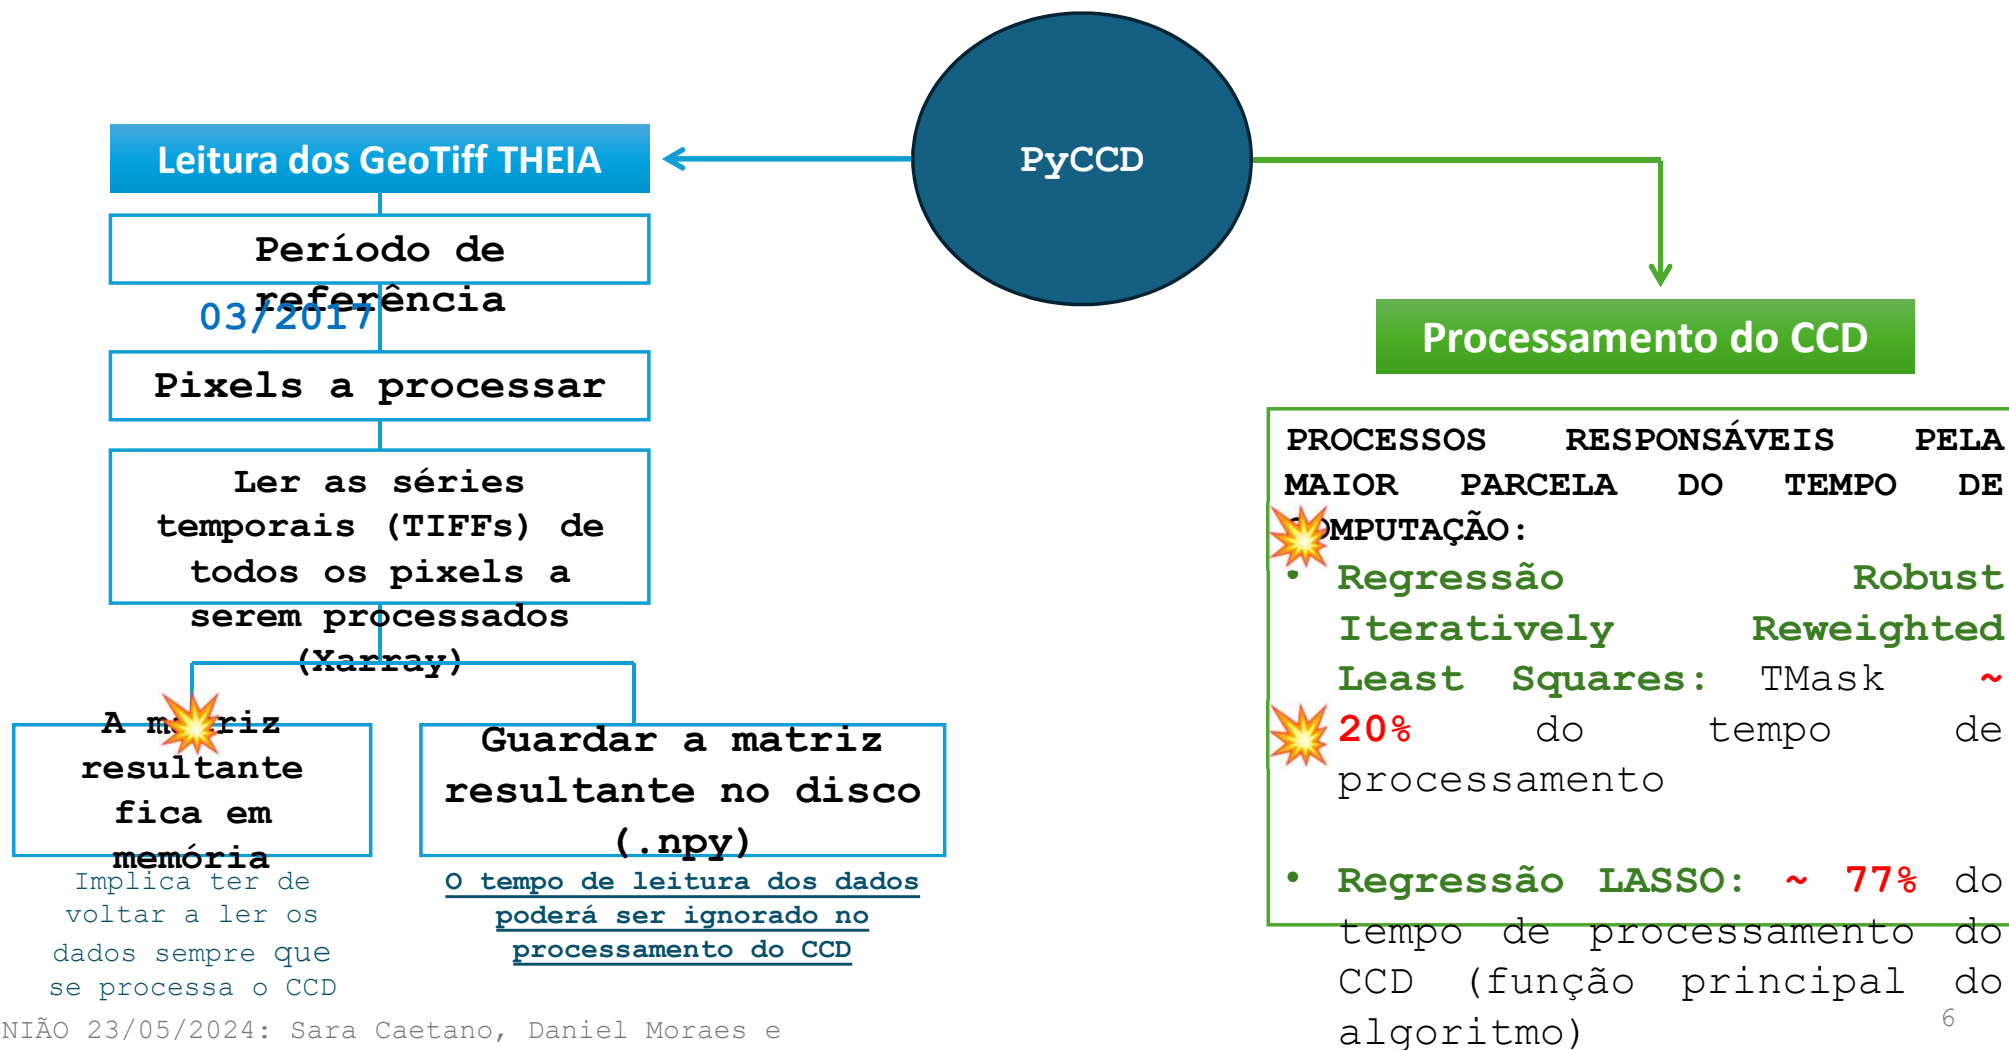 PyCCD
Leitura dos GeoTiff THEIA
Período de
referência
03/2017
Pixels a processar
Ler as séries
temporais (TIFFs) de
todos os pixels a
serem processados
(Xarray)
A matriz
resultante
fica em
memória
Implica ter de
voltar a ler os
dados sempre que
se processa o CCD
Guardar a matriz
resultante no disco
(.npy)
O tempo de leitura dos dados
poderá ser ignorado no
processamento do CCD
Processamento do CCD
PROCESSOS RESPONSÁVEIS PELA
MAIOR PARCELA DO TEMPO DE
COMPUTAÇÃO:
• Regressão Robust
Iteratively Reweighted
Least Squares: TMask ~
20% do tempo de
processamento
• Regressão LASSO: ~ 77% do
tempo de processamento do
CCD (função principal do
algoritmo)
NIÃO 23/05/2024: Sara Caetano, Daniel Moraes e
6